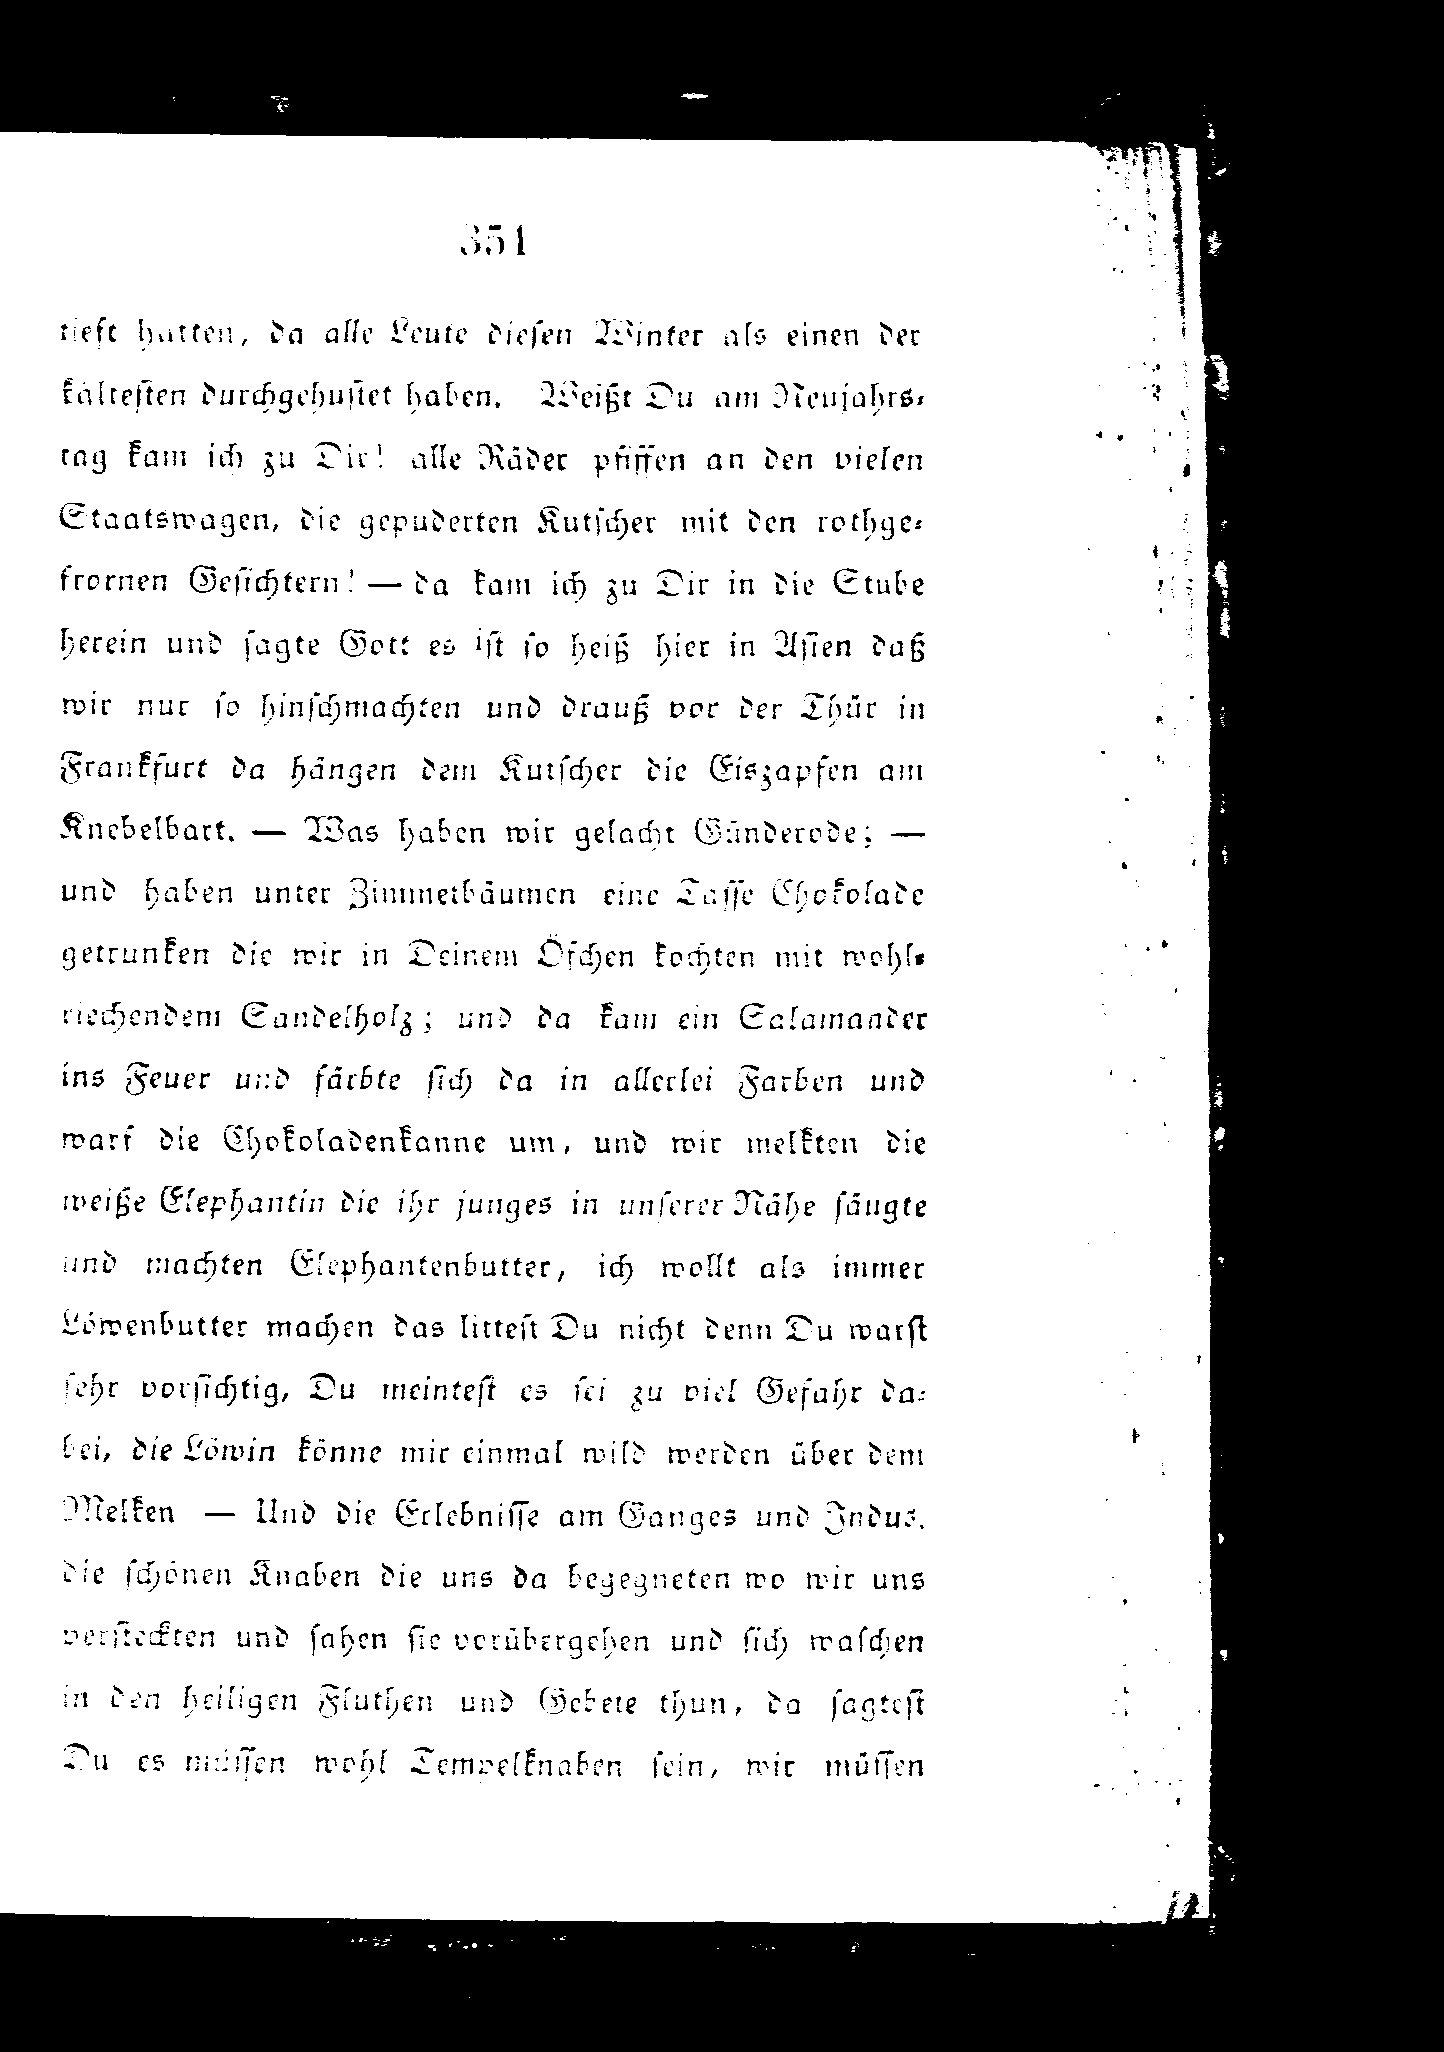 351
tieft hatten, da alle Leute diesen Winter als einen der
kältesten durchgehustet haben. Weißt Du am Neujahrs-
tag kam ich zu Dir! alle Räder pfiffen an den vielen
Staatswagen, die gepuderten Kutscher mit den rothge-
frornen Gesichtern! — da kam ich zu Dir in die Stube
herein und sagte Gott es ist so heiß hier in Asien daß
wir nur so hinschmachten und drauß vor der Thür in
Frankfurt da hängen dem Kutscher die Eiszapfen am
Knebelbart. — Was haben wir gelacht Günderode; —
und haben unter Zimmetbäumen eine Tasse Chokolade
getrunken die wir in Deinem Öfchen kochten mit wohl-
riechendem Sandelholz; und da kam ein Salamander
ins Feuer und färbte sich da in allerlei Farben und
warf die Chokoladenkanne um, und wir melkten die
weiße Elephantin die ihr junges in unserer Nähe säugte
und machten Elephantenbutter, ich wollt als immer
Löwenbutter machen das littest Du nicht denn Du warst
sehr vorsichtig, Du meintest es sei zu viel Gefahr da-
bei, die Löwin könne mir einmal wild werden über dem
Melken — Und die Erlebnisse am Ganges und Indus.
die schönen Knaben die uns da begegneten wo wir uns
versteckten und sahen sie vorübergehen und sich waschen
in den heiligen Fluthen und Gebete thun, da sagtest
Du es müssen wohl Tempelknaben sein, wir müssen